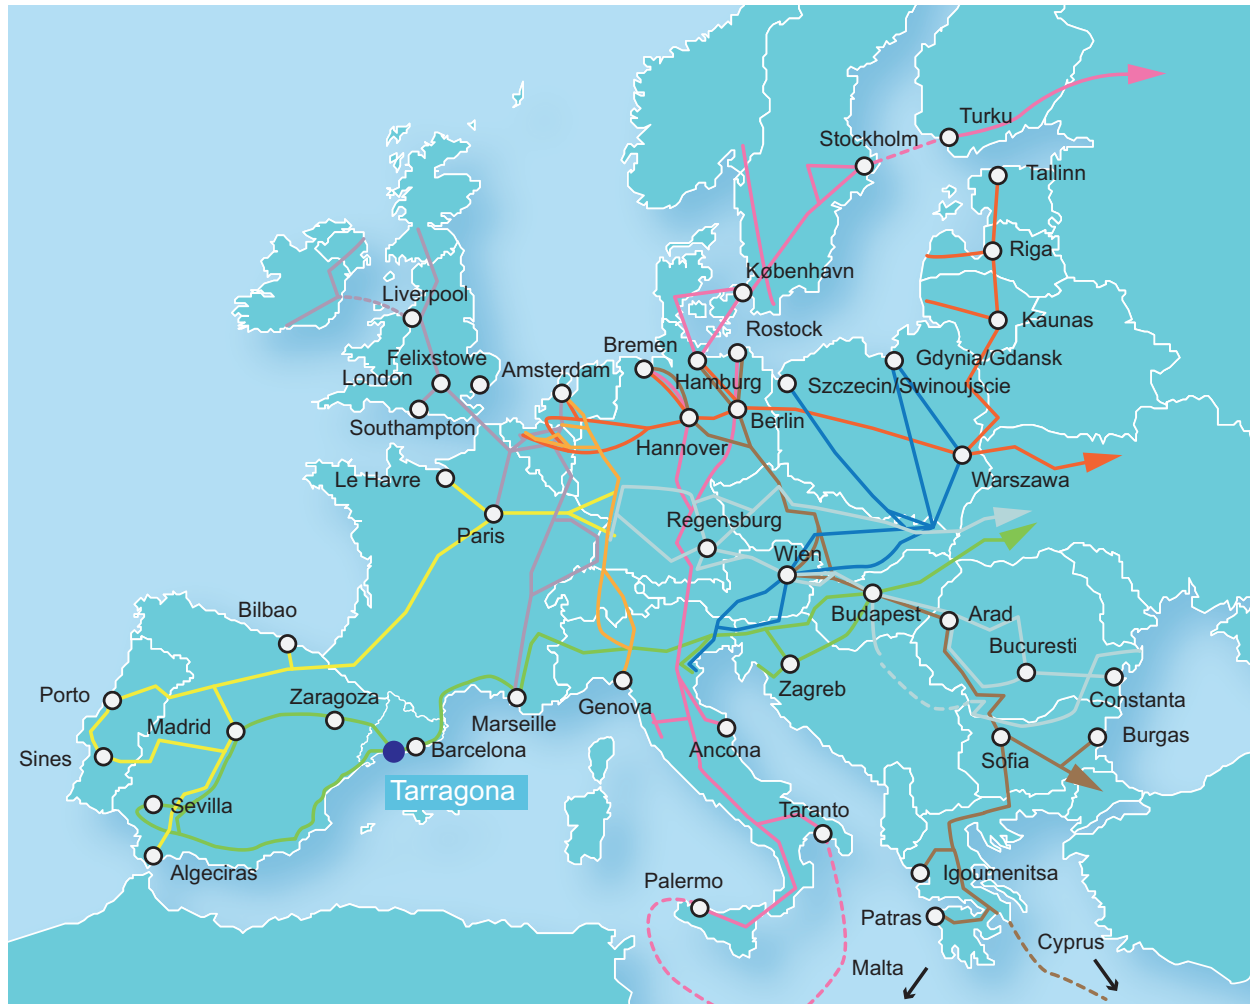 Turku
Stockholm
Tallinn
Riga
København
Liverpool
Kaunas
Rostock
Bremen
Felixstowe
Gdynia/Gdansk
London
Amsterdam
Hamburg
Szczecin/Swinoujscie
Southampton
Berlin
Hannover
Le Havre
Warszawa
Paris
Regensburg
Wien
Bilbao
Budapest
Arad
Bucuresti
Porto
Zaragoza
Zagreb
Constanta
Madrid
Marseille
Genova
Sines
Barcelona
Ancona
Sofia
Burgas
Tarragona
Sevilla
Taranto
Algeciras
Igoumenitsa
Palermo
Patras
Cyprus
Malta